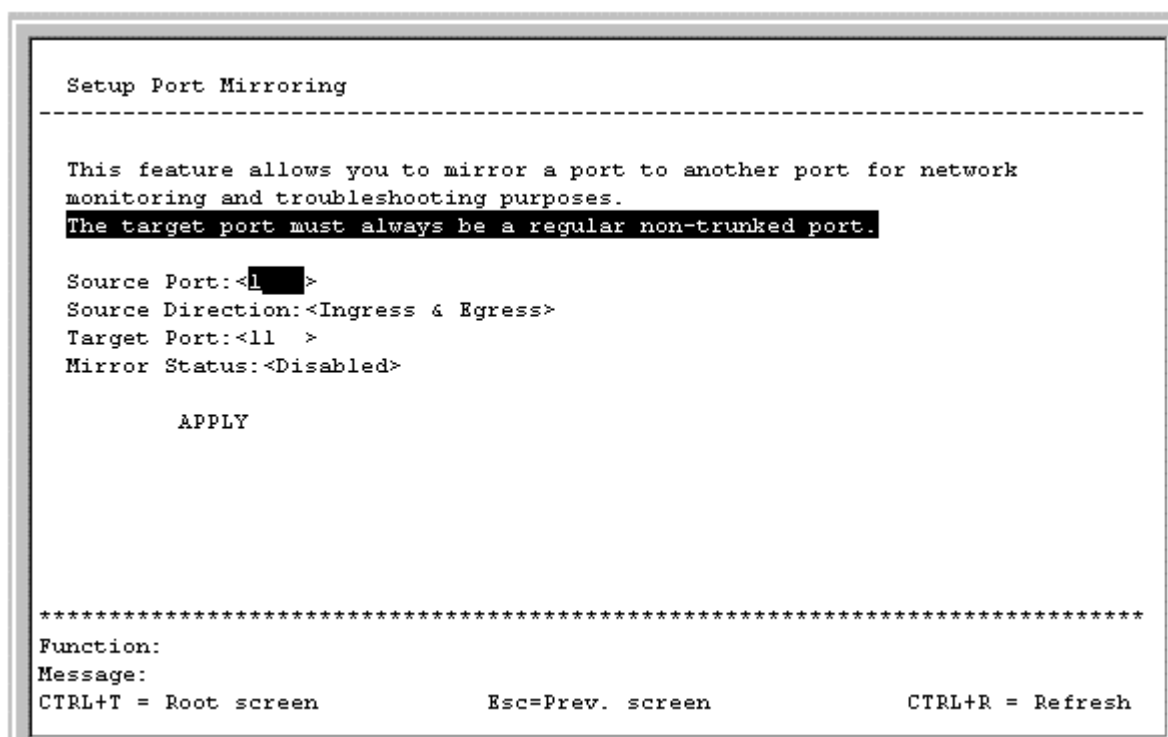 Setup Port Mirroring
-------------------------------------------------------------------------------
This feature allows you to mirror a port to another port for network
monitoring and troubleshooting purposes.
The target port must always be a regular non-trunked port.
Source Port:<1   >
Source Direction:<Ingress & Egress>
Target Port:<11  >
Mirror Status:<Disabled>
APPLY
*******************************************************************************
Function:
Message:
CTRL+T = Root screen            Esc=Prev. screen              CTRL+R = Refresh